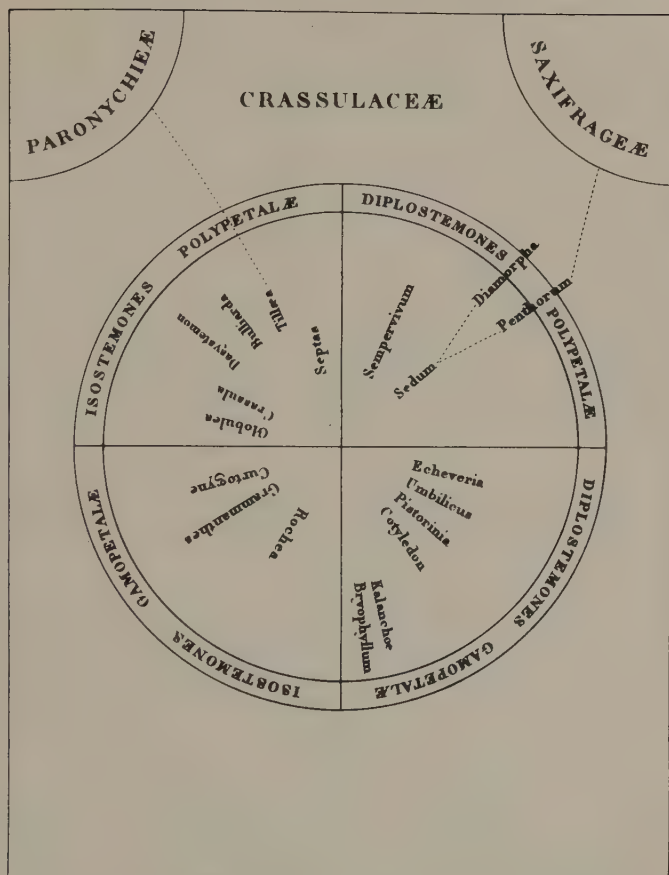 PARONYCHIEÆ
CRASSULACEÆ
SAXIFRAGEÆ
ISOSTEMONES POLYPETALÆ
DIPLOSTEMONES POLYPETALÆ
Globulea
Crassula
Dasystemon
Bulliarda
Tillæa
Septas
Sempervivum
Sedum
Diamorpha
Penthorum
Echeveria
Umbilicus
Pistorinia
Cotyledon
Kalanchoe
Bryophyllum
Rochea
Grammanthes
Curtogyne
DIPLOSTEMONES GAMOPETALÆ
ISOSTEMONES GAMOPETALÆ